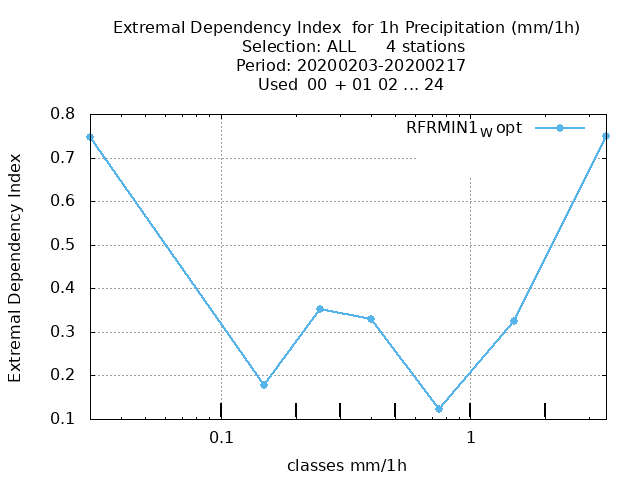 Extremal Dependency Index  for 1h Precipitation (mm/1h)
Selection: ALL      4 stations
Period: 20200203-20200217
Used  00  + 01 02 ... 24
RFRMIN1W opt
0.8
0.7
0.6
0.5
0.4
0.3
0.2
0.1
Extremal Dependency Index
0.1
1
classes mm/1h